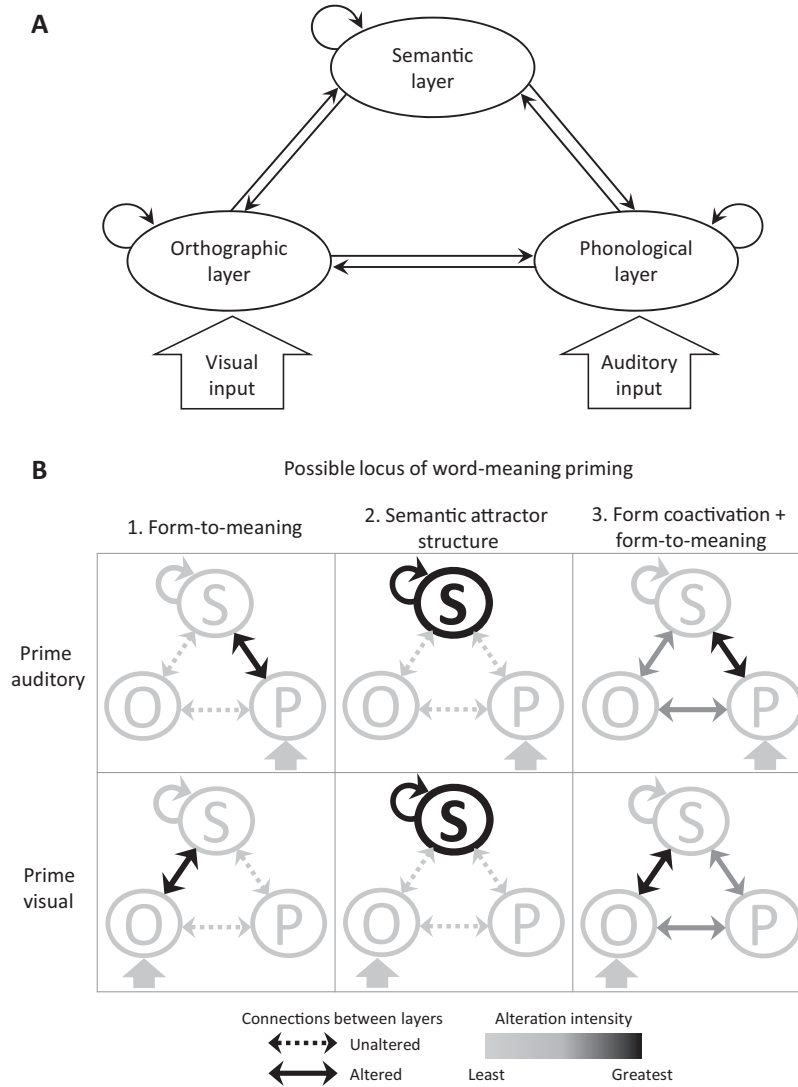 A
Semantic
layer
Orthographic
layer
Phonological
layer
Visual
input
Auditory
input
B
Possible locus of word-meaning priming
1. Form-to-meaning
2. Semantic attractor
structure
3. Form coactivation +
form-to-meaning
Prime
auditory
S
O
P
S
O
P
S
O
P
Prime
visual
S
O
P
S
O
P
S
O
P
Connections between layers
Unaltered
Altered
Alteration intensity
Least
Greatest